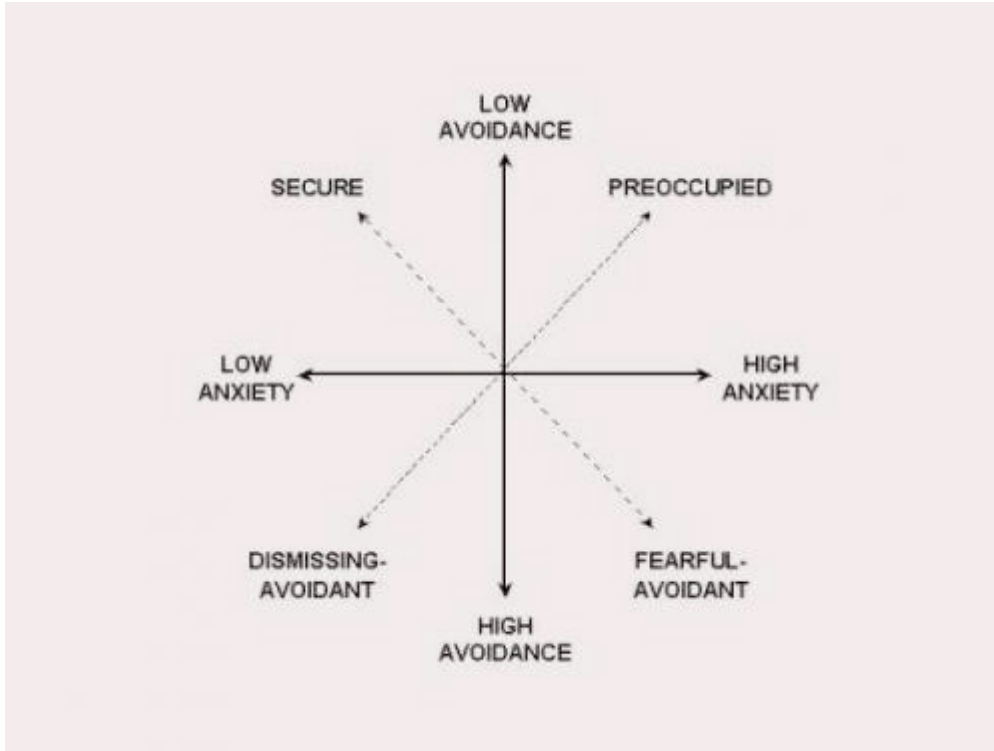 LOW
AVOIDANCE
SECURE
PREOCCUPIED
LOW
ANXIETY
HIGH
ANXIETY
DISMISSING-
AVOIDANT
FEARFUL-
AVOIDANT
HIGH
AVOIDANCE